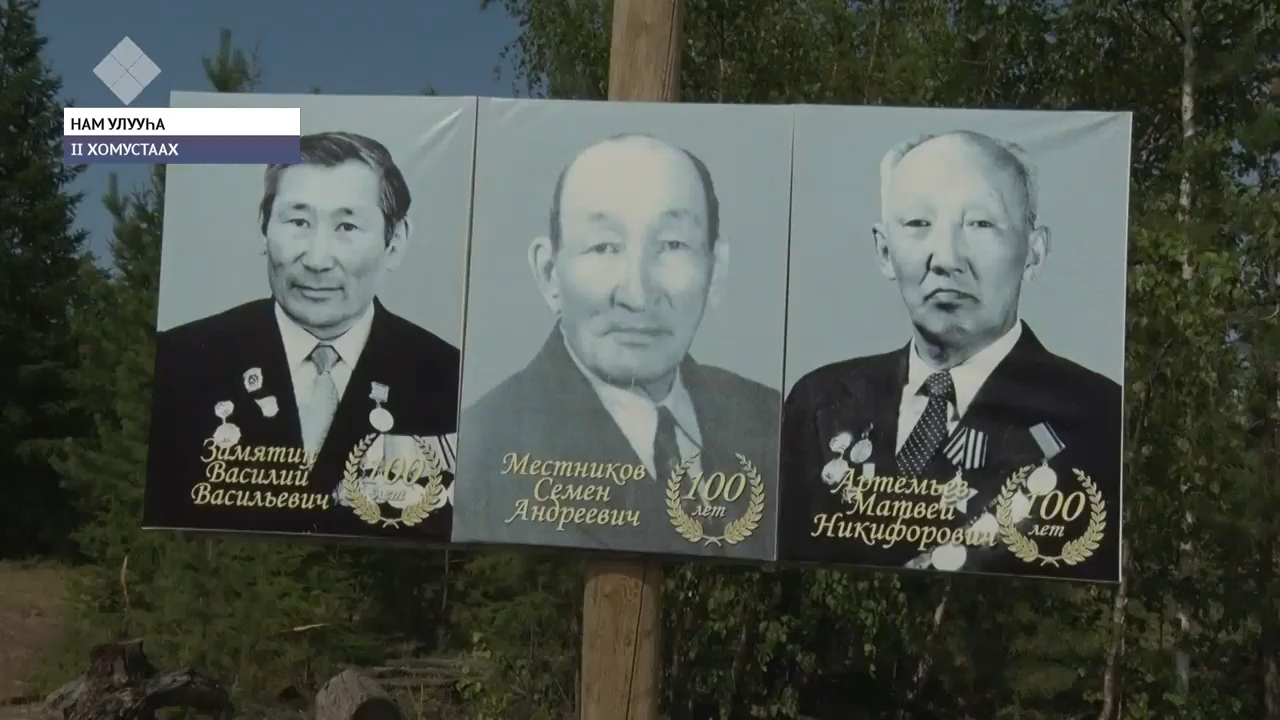 НАМ УЛУУҺА
II ХОМУСТААХ
Замятин
Василий
Васильевич
100
лет
Местников
Семен
Андреевич
100
лет
Артемьев
Матвей
Никифорович
100
лет